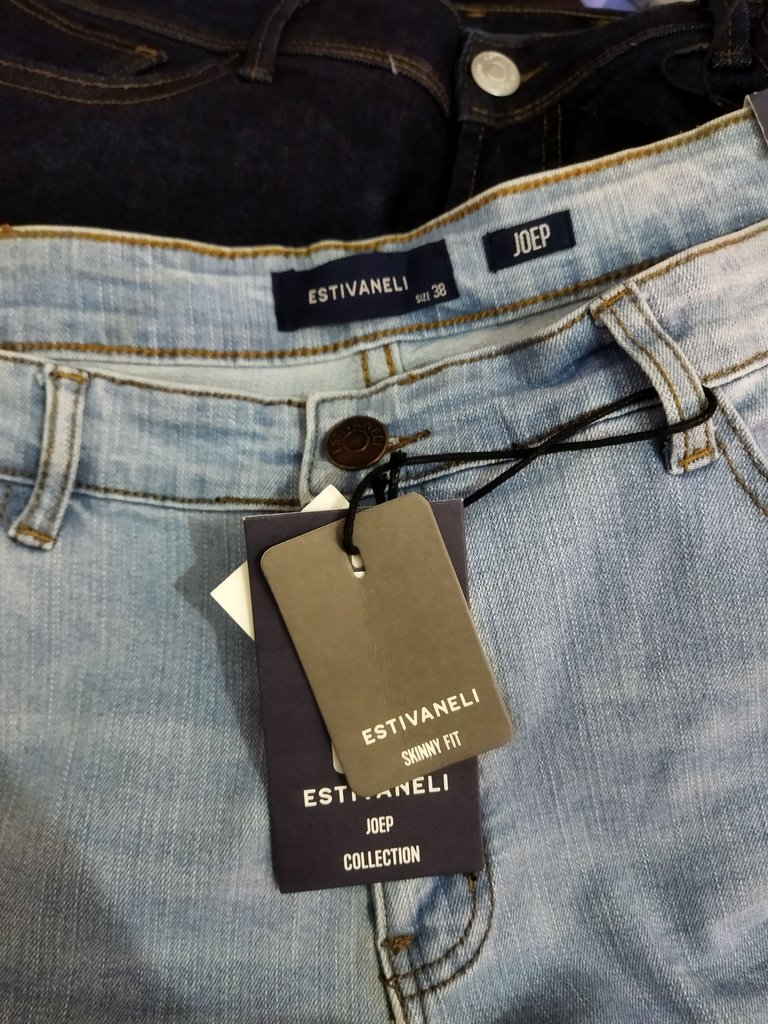 ESTIVANELI
SIZE 38
JOEP
ESTIVANELI
SKINNY FIT
ESTIVANELI
JOEP
COLLECTION